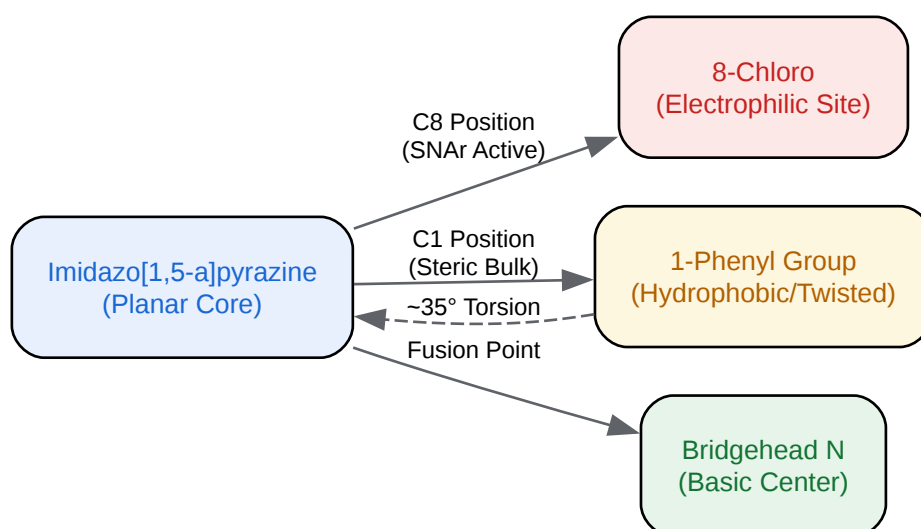 8-Chloro
(Electrophilic Site)
C8 Position
(SNAr Active)
Imidazo[1,5-a]pyrazine
(Planar Core)
C1 Position
(Steric Bulk)
~35° Torsion
1-Phenyl Group
(Hydrophobic/Twisted)
Fusion Point
Bridgehead N
(Basic Center)